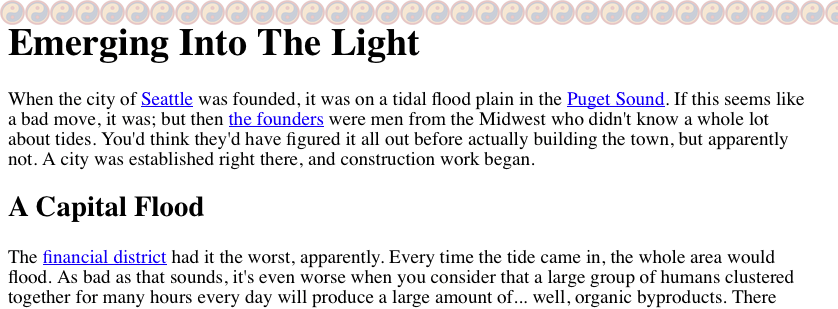 Emerging Into The Light
When the city of Seattle was founded, it was on a tidal flood plain in the Puget Sound. If this seems like
a bad move, it was; but then the founders were men from the Midwest who didn't know a whole lot
about tides. You'd think they'd have figured it all out before actually building the town, but apparently
not. A city was established right there, and construction work began.
A Capital Flood
The financial district had it the worst, apparently. Every time the tide came in, the whole area would
flood. As bad as that sounds, it's even worse when you consider that a large group of humans clustered
together for many hours every day will produce a large amount of... well, organic byproducts. There